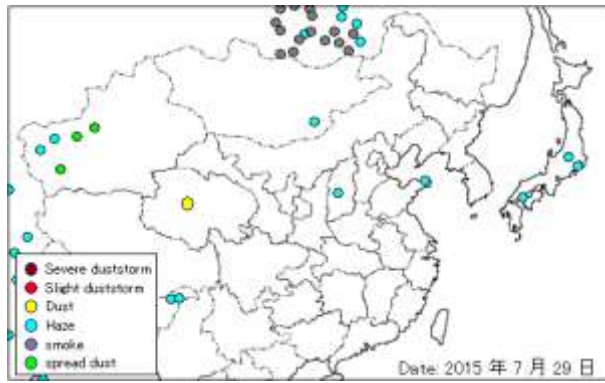 Severe duststorm
Slight duststorm
Dust
Haze
smoke
spread dust
Date: 2015 年 7 月 29 日